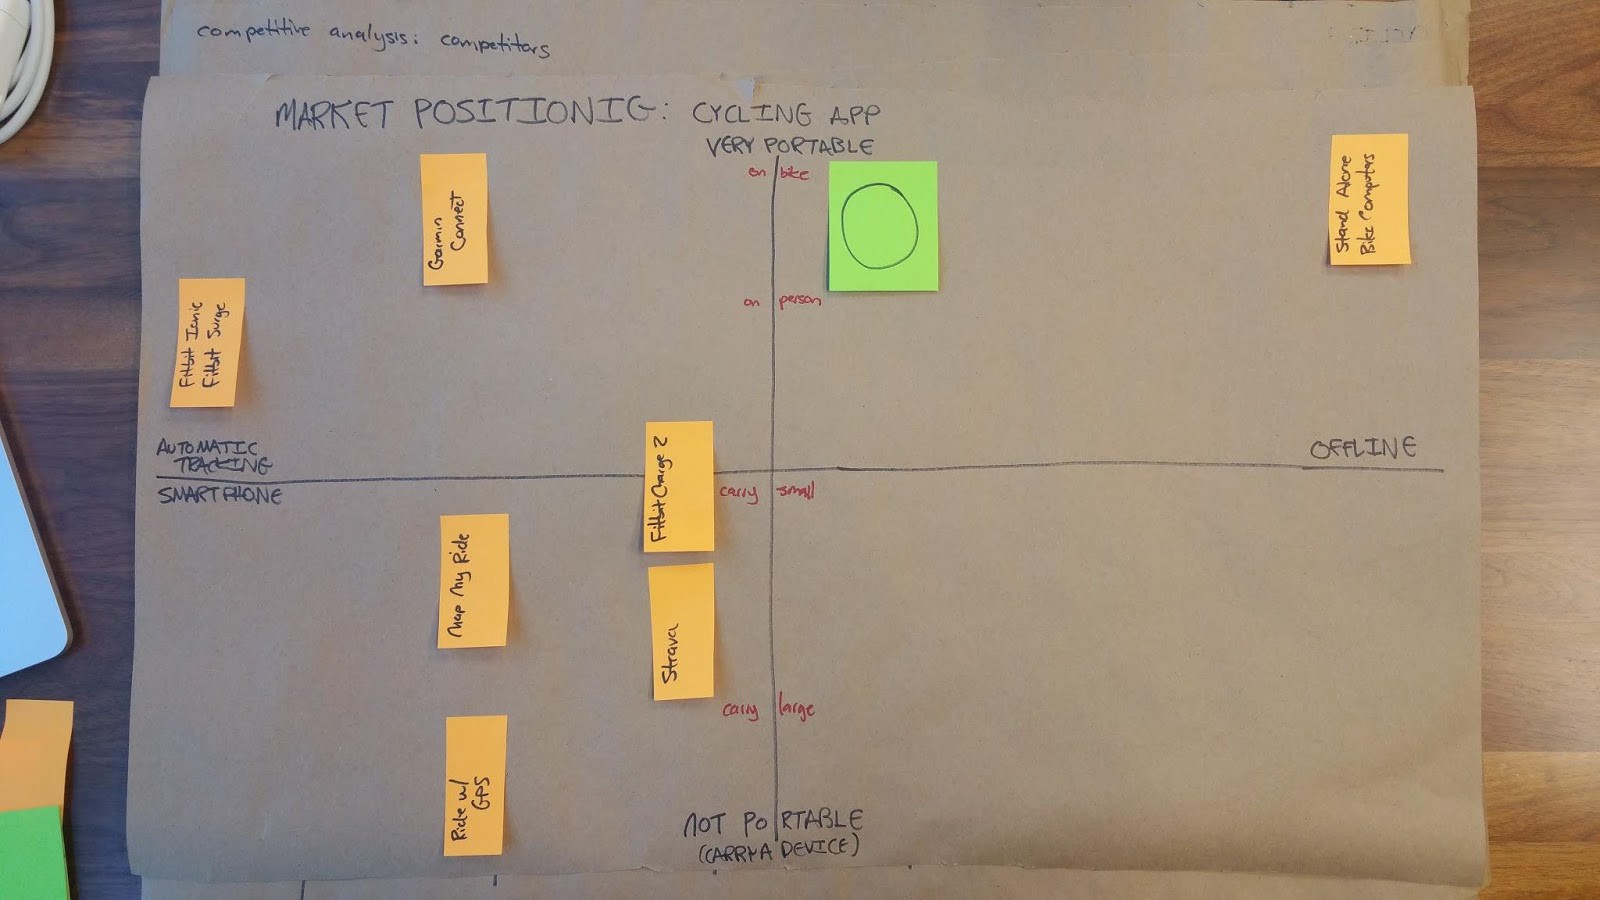 competitive analysis: competitors
MARKET POSITIONIG: CYCLING APP
VERY PORTABLE
on bike
Garmin
Connect
Stand Alone
Bike Computers
on person
Fitbit Ionic
Fitbit Surge
AUTOMATIC
TRACKING
OFFLINE
SMARTPHONE
Fitbit Charge 2
carry small
Map My Ride
Strava
carry large
Ride w/
GPS
NOT PORTABLE
(CARRY A DEVICE)